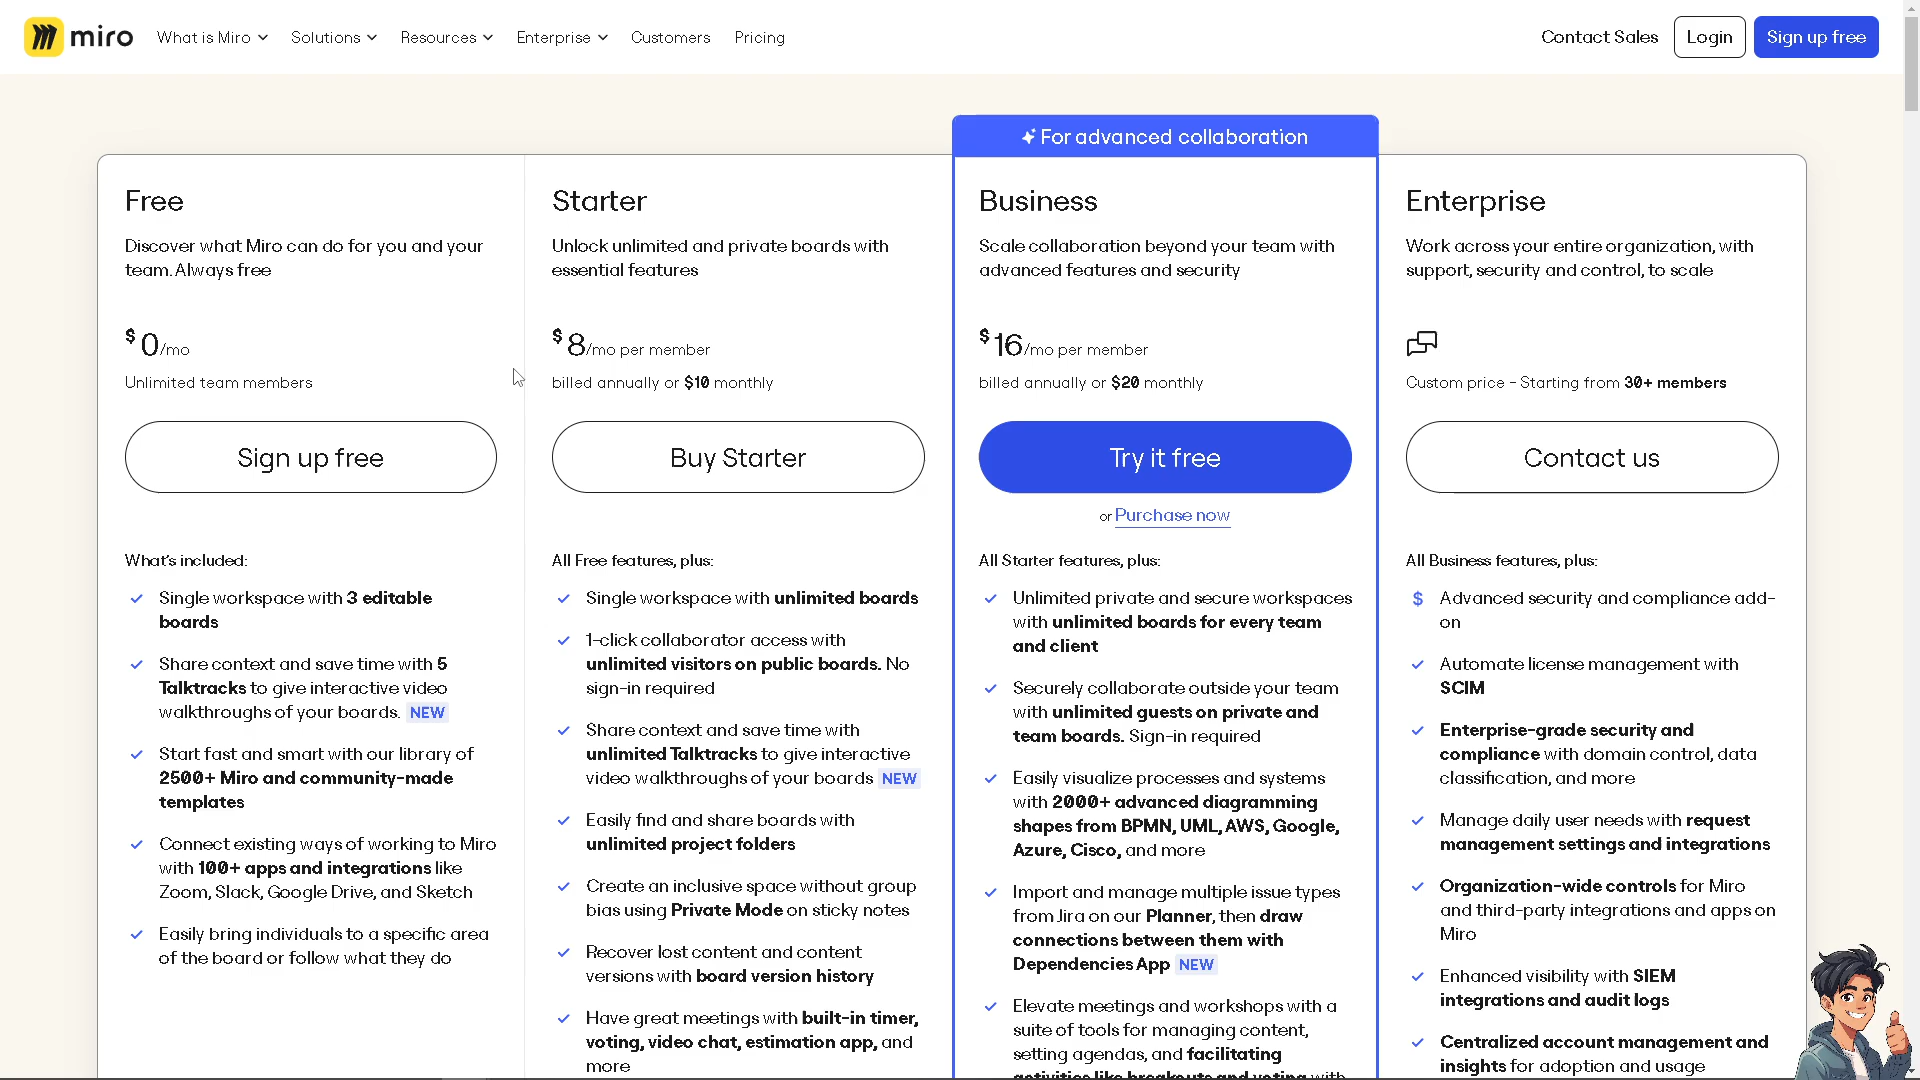 miro
What is Miro
Solutions
Resources
Enterprise
Customers
Pricing
Contact Sales
Login
Sign up free
For advanced collaboration
Free
Discover what Miro can do for you and your
team. Always free
$ 0/mo
Unlimited team members
Sign up free
What's included:
Single workspace with 3 editable
boards
Share context and save time with 5
Talktracks to give interactive video
walkthroughs of your boards. NEW
Start fast and smart with our library of
2500+ Miro and community-made
templates
Connect existing ways of working to Miro
with 100+ apps and integrations like
Zoom, Slack, Google Drive, and Sketch
Easily bring individuals to a specific area
of the board or follow what they do
Starter
Unlock unlimited and private boards with
essential features
$ 8/mo per member
billed annually or $10 monthly
Buy Starter
All Free features, plus:
Single workspace with unlimited boards
1-click collaborator access with
unlimited visitors on public boards. No
sign-in required
Share context and save time with
unlimited Talktracks to give interactive
video walkthroughs of your boards NEW
Easily find and share boards with
unlimited project folders
Create an inclusive space without group
bias using Private Mode on sticky notes
Recover lost content and content
versions with board version history
Have great meetings with built-in timer,
voting, video chat, estimation app, and
more
Business
Scale collaboration beyond your team with
advanced features and security
$ 16/mo per member
billed annually or $20 monthly
Try it free
or Purchase now
All Starter features, plus:
Unlimited private and secure workspaces
with unlimited boards for every team
and client
Securely collaborate outside your team
with unlimited guests on private and
team boards. Sign-in required
Easily visualize processes and systems
with 2000+ advanced diagramming
shapes from BPMN, UML, AWS, Google,
Azure, Cisco, and more
Import and manage multiple issue types
from Jira on our Planner, then draw
connections between them with
Dependencies App NEW
Elevate meetings and workshops with a
suite of tools for managing content,
setting agendas, and facilitating
activities like breakouts and voting with
Enterprise
Work across your entire organization, with
support, security and control, to scale
Custom price - Starting from 30+ members
Contact us
All Business features, plus:
$ Advanced security and compliance add-
on
Automate license management with
SCIM
Enterprise-grade security and
compliance with domain control, data
classification, and more
Manage daily user needs with request
management settings and integrations
Organization-wide controls for Miro
and third-party integrations and apps on
Miro
Enhanced visibility with SIEM
integrations and audit logs
Centralized account management and
insights for adoption and usage